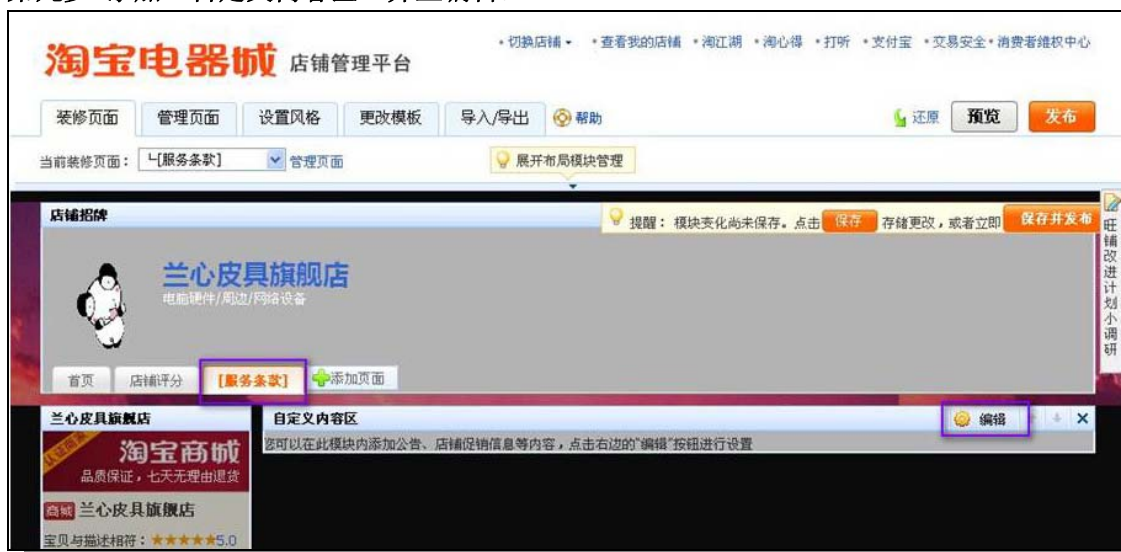 淘宝电器城 店铺管理平台
·切换店铺 ·查看我的店铺 ·淘江湖 ·淘心得 ·打听 ·支付宝 ·交易安全 ·消费者维权中心
装修页面 管理页面 设置风格 更改模板 导入/导出 帮助 还原 预览 发布
当前装修页面： └[服务条款] 管理页面 展开布局模块管理
店铺招牌 提醒：模块变化尚未保存。点击 保存 存储更改，或者立即 保存并发布
旺铺改进计划小调研
兰心皮具旗舰店
电脑硬件/周边/网络设备
首页 店铺评分 [服务条款] 添加页面
兰心皮具旗舰店 自定义内容区 编辑
您可以在此模块内添加公告、店铺促销信息等内容，点击右边的"编辑"按钮进行设置
淘宝商城
品质保证，七天无理由退货
商城 兰心皮具旗舰店
宝贝与描述相符：★★★★★5.0